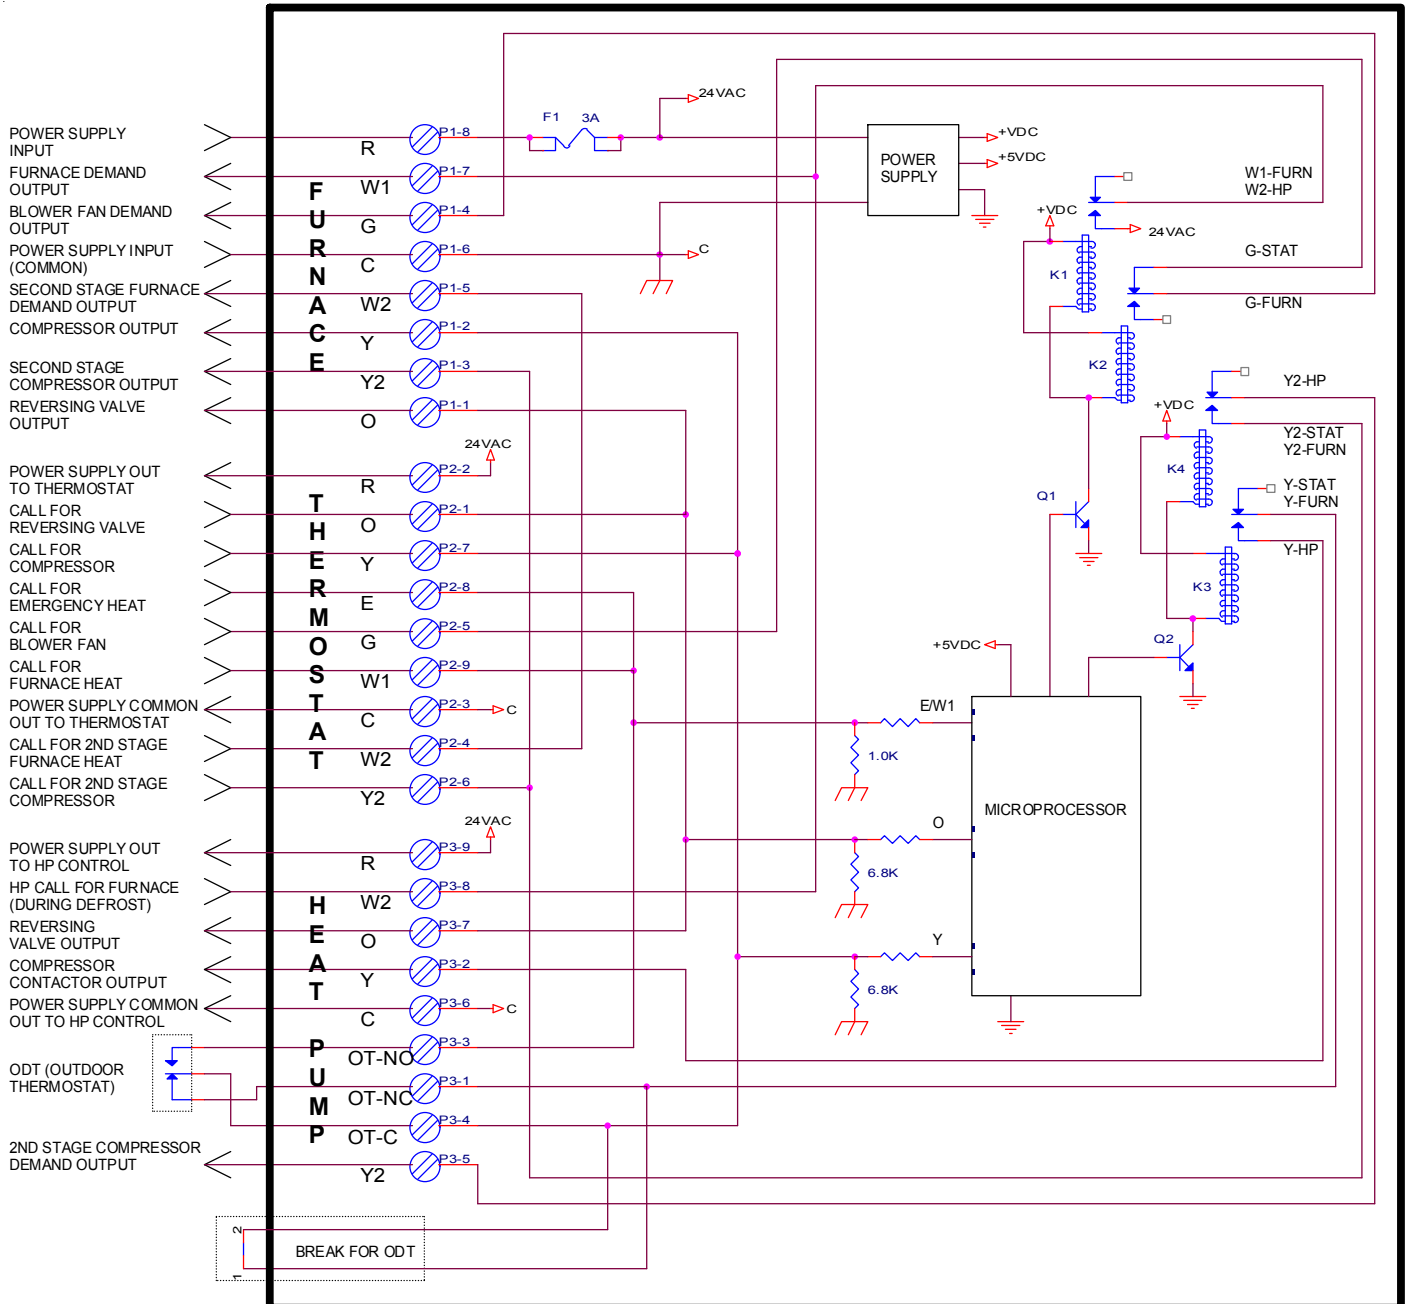 POWER SUPPLY
INPUT
R
P1-8
FURNACE DEMAND
OUTPUT
W1
P1-7
BLOWER FAN DEMAND
OUTPUT
G
P1-4
POWER SUPPLY INPUT
(COMMON)
C
P1-6
SECOND STAGE FURNACE
DEMAND OUTPUT
W2
P1-5
COMPRESSOR OUTPUT
Y
P1-2
SECOND STAGE
COMPRESSOR OUTPUT
Y2
P1-3
REVERSING VALVE
OUTPUT
O
P1-1
FURNACE
POWER SUPPLY OUT
TO THERMOSTAT
R
P2-2
24VAC
CALL FOR
REVERSING VALVE
O
P2-1
CALL FOR
COMPRESSOR
Y
P2-7
CALL FOR
EMERGENCY HEAT
E
P2-8
CALL FOR
BLOWER FAN
G
P2-5
CALL FOR
FURNACE HEAT
W1
P2-9
POWER SUPPLY COMMON
OUT TO THERMOSTAT
C
P2-3
C
CALL FOR 2ND STAGE
FURNACE HEAT
W2
P2-4
CALL FOR 2ND STAGE
COMPRESSOR
Y2
P2-6
THERMOSTAT
POWER SUPPLY OUT
TO HP CONTROL
R
P3-9
24VAC
HP CALL FOR FURNACE
(DURING DEFROST)
W2
P3-8
REVERSING
VALVE OUTPUT
O
P3-7
COMPRESSOR
CONTACTOR OUTPUT
Y
P3-2
POWER SUPPLY COMMON
OUT TO HP CONTROL
C
P3-6
C
OT-NO
P3-3
ODT (OUTDOOR
THERMOSTAT)
OT-NC
P3-1
OT-C
P3-4
2ND STAGE COMPRESSOR
DEMAND OUTPUT
Y2
P3-5
HEAT PUMP
2
1
BREAK FOR ODT
F1 3A
24VAC
POWER
SUPPLY
+VDC
+5VDC
C
W1-FURN
W2-HP
+VDC
24VAC
K1
G-STAT
G-FURN
K2
Y2-HP
+VDC
Y2-STAT
Y2-FURN
K4
Y-STAT
Y-FURN
Q1
Y-HP
K3
Q2
+5VDC
E/W1
1.0K
MICROPROCESSOR
O
6.8K
Y
6.8K